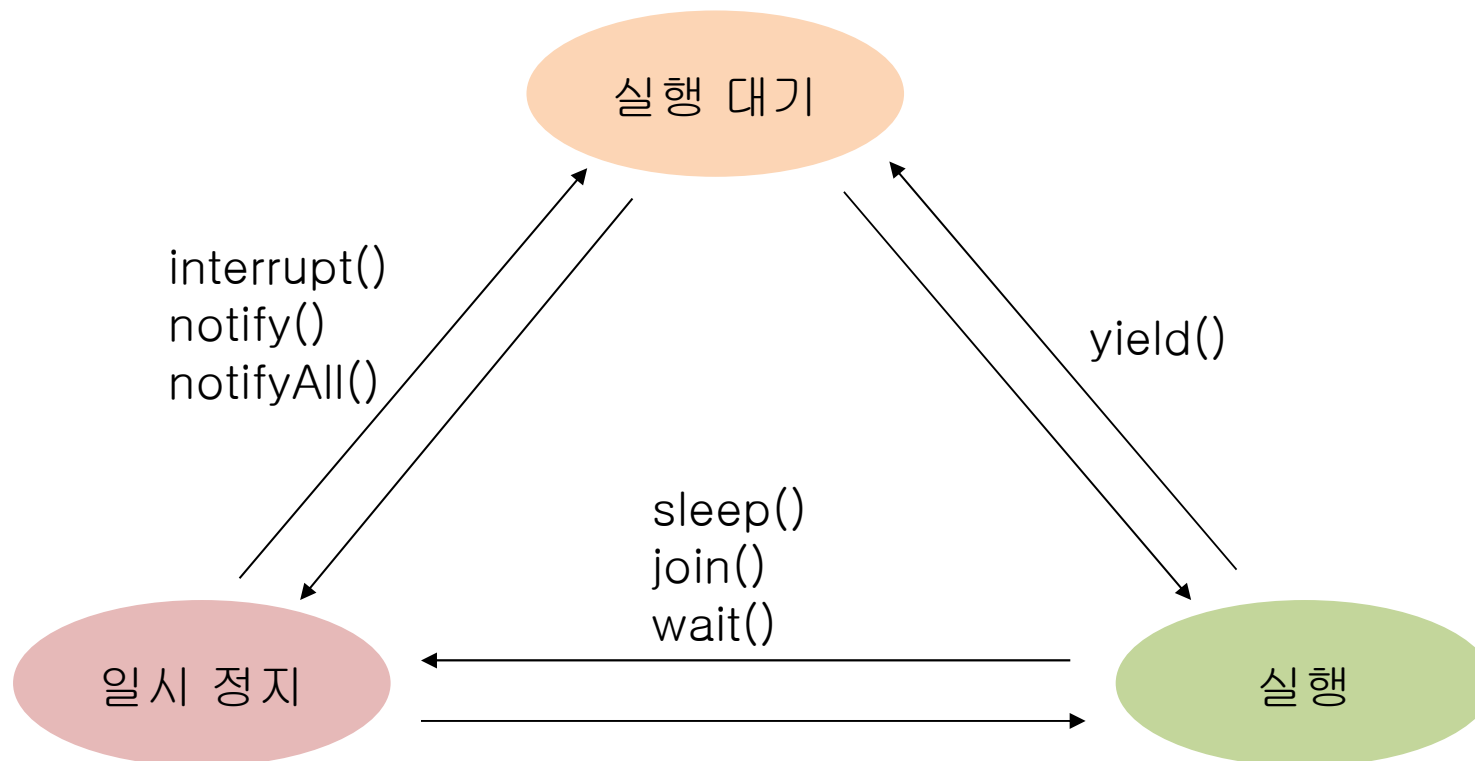 실행 대기
interrupt()
notify()
notifyAll()
yield()
sleep()
join()
wait()
일시 정지
실행